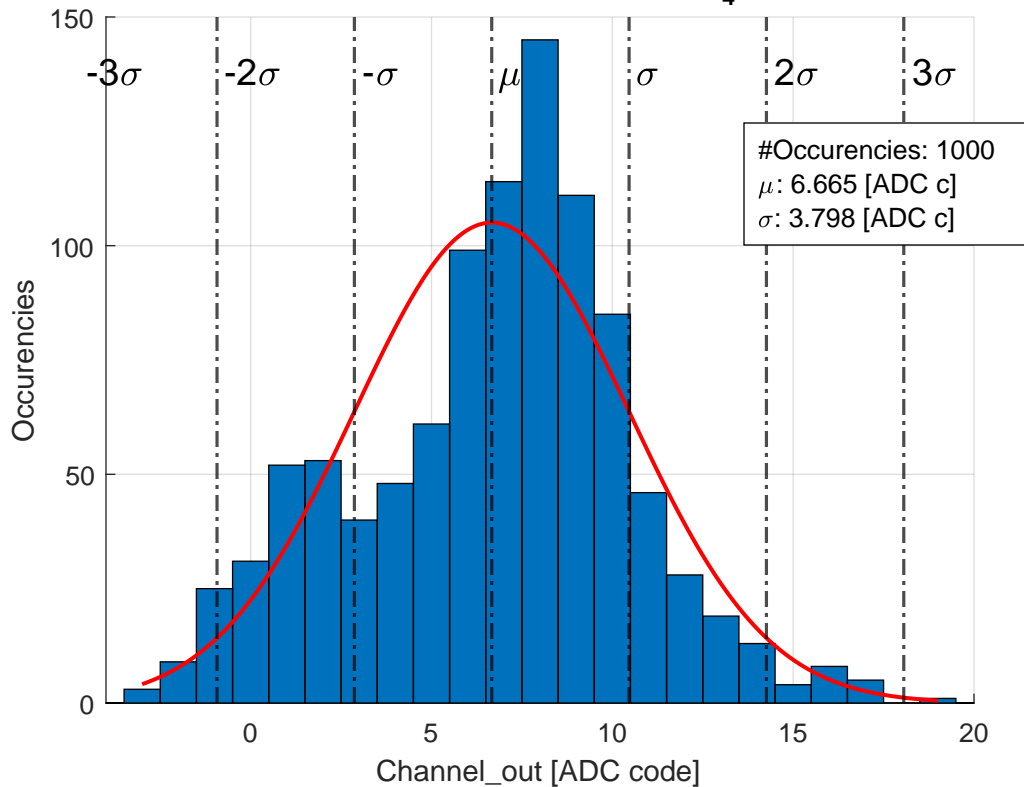 4
150
-3σ -2σ -σ μ σ 2σ 3σ
#Occurencies: 1000
μ: 6.665 [ADC c]
σ: 3.798 [ADC c]
100
Occurencies
50
0
0 5 10 15 20
Channel_out [ADC code]